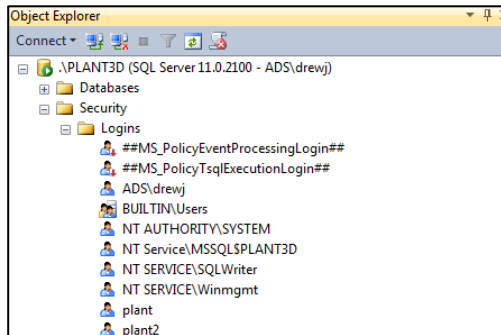 Object Explorer
Connect
.\PLANT3D (SQL Server 11.0.2100 - ADS\drewj)
Databases
Security
Logins
##MS_PolicyEventProcessingLogin##
##MS_PolicyTsqlExecutionLogin##
ADS\drewj
BUILTIN\Users
NT AUTHORITY\SYSTEM
NT Service\MSSQL$PLANT3D
NT SERVICE\SQLWriter
NT SERVICE\Winmgmt
plant
plant2